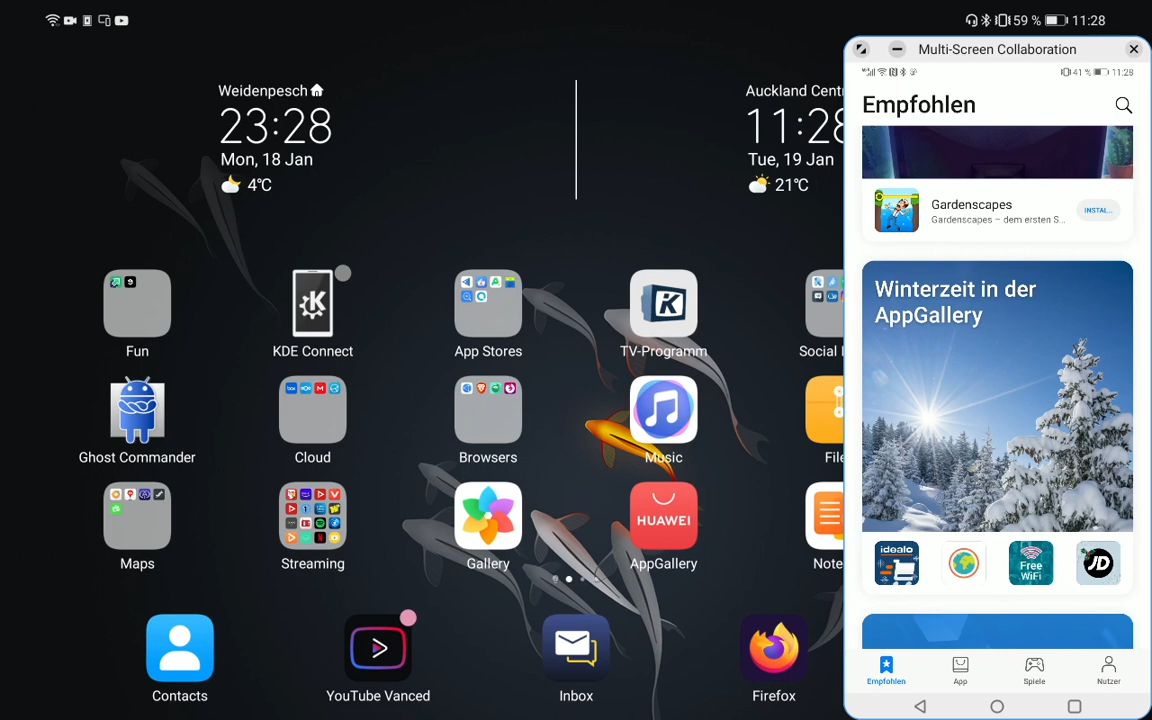 59 % 11:28
Multi-Screen Collaboration
41 % 11:28
Empfohlen
Weidenpesch
23:28
Mon, 18 Jan
4℃
Auckland Centr
11:28
Tue, 19 Jan
21℃
Gardenscapes
Gardenscapes – dem ersten S...
INSTAL...
Winterzeit in der
AppGallery
Fun
KDE Connect
App Stores
TV-Programm
Social
Ghost Commander
Cloud
Browsers
Music
File
HUAWEI
Maps
Streaming
Gallery
AppGallery
Note
idealo
Free
WiFi
JD
Contacts
YouTube Vanced
Inbox
Firefox
Empfohlen
App
Spiele
Nutzer